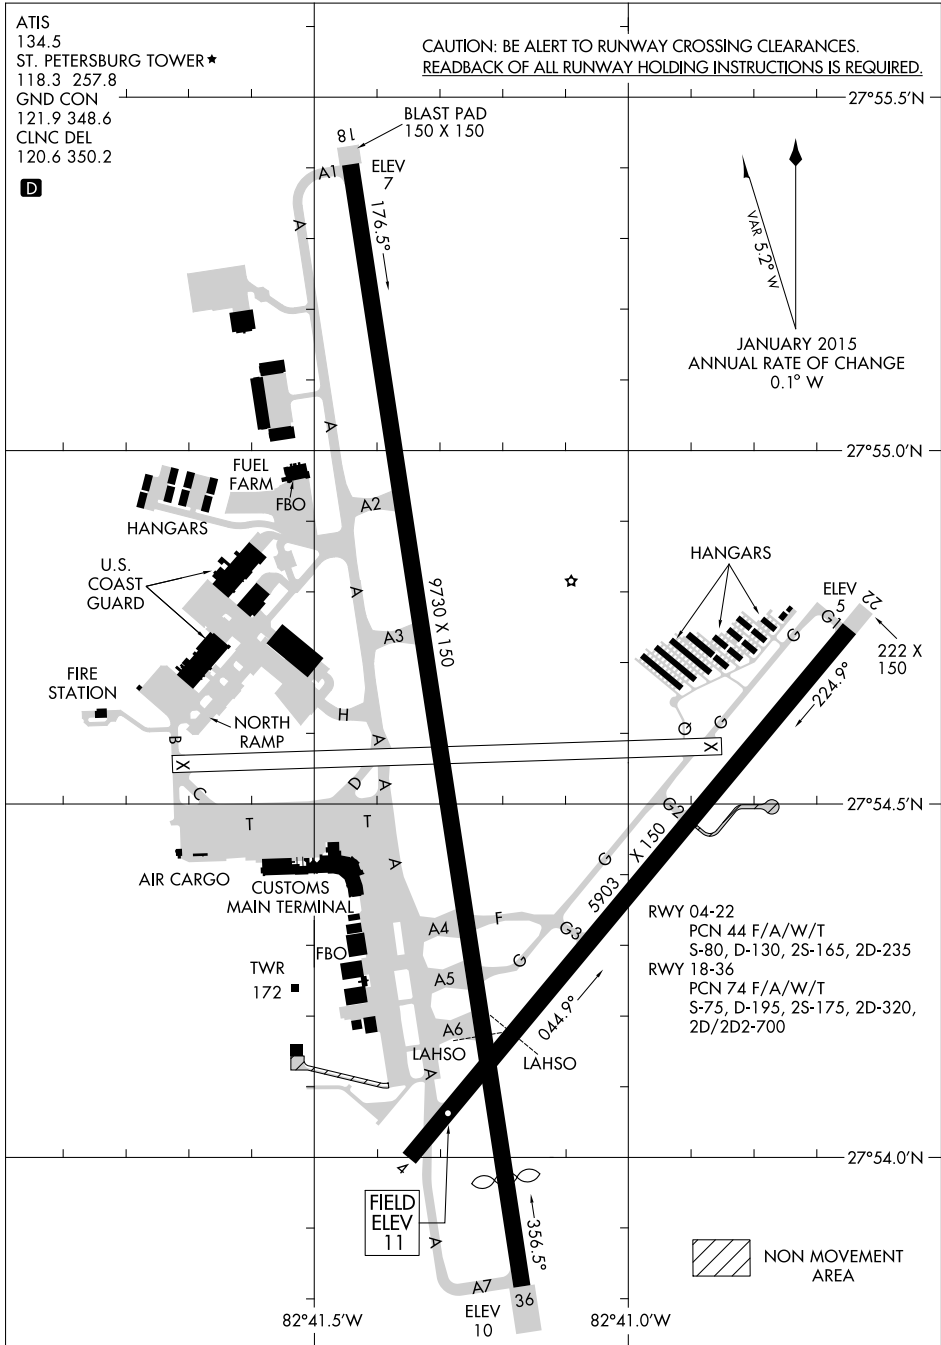 ATIS
134.5
ST. PETERSBURG TOWER★
118.3 257.8
GND CON
121.9 348.6
CLNC DEL
120.6 350.2
D
CAUTION: BE ALERT TO RUNWAY CROSSING CLEARANCES.
READBACK OF ALL RUNWAY HOLDING INSTRUCTIONS IS REQUIRED.
27°55.5'N
BLAST PAD
150 X 150
18
A1
ELEV
7
176.5°
A
VAR 5.2° W
JANUARY 2015
ANNUAL RATE OF CHANGE
0.1° W
A
27°55.0'N
FUEL
FARM
FBO
HANGARS
A2
U.S.
COAST
GUARD
A
9730 X 150
A3
HANGARS
ELEV
5
22
G1
G
222 X
150
224.9°
FIRE
STATION
NORTH
RAMP
H
B
A
Q
G
X
X
C
D
A
27°54.5'N
G2
T
T
A
G
5903 X 150
AIR CARGO
CUSTOMS
MAIN TERMINAL
RWY 04-22
PCN 44 F/A/W/T
S-80, D-130, 2S-165, 2D-235
RWY 18-36
PCN 74 F/A/W/T
S-75, D-195, 2S-175, 2D-320,
2D/2D2-700
A4
F
G3
FBO
G
A5
TWR
172
044.9°
A6
LAHSO
LAHSO
A
4
27°54.0'N
FIELD
ELEV
11
356.5°
A
A7
36
ELEV
10
NON MOVEMENT
AREA
82°41.5'W
82°41.0'W